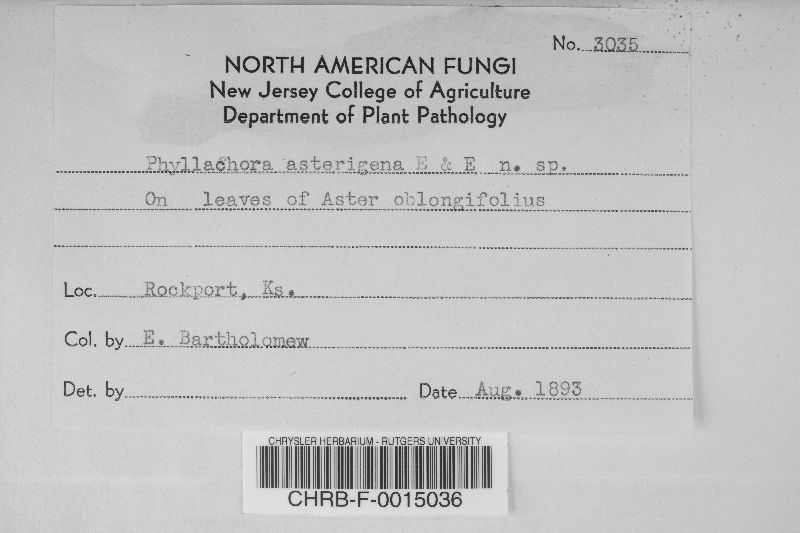 No. 3035
NORTH AMERICAN FUNGI
New Jersey College of Agriculture
Department of Plant Pathology
Phyllachora asterigena E & E n. sp.
On leaves of Aster oblongifolius
Loc. Rockport, Ks.
Col. by E. Bartholomew
Det. by
Date Aug. 1893
CHRYSLER HERBARIUM - RUTGERS UNIVERSITY
CHRB-F-0015036